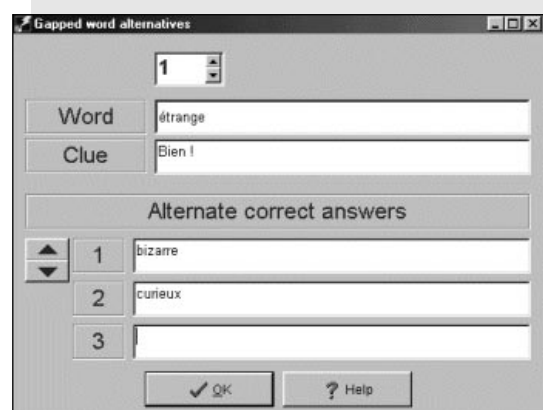 Gapped word alternatives
1
Word étrange
Clue Bien !
Alternate correct answers
1 bizarre
2 curieux
3
OK ? Help